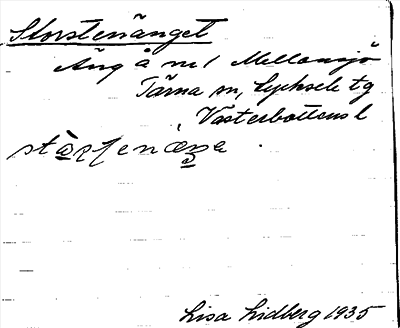 Storstenänget
Äng å nr 1 Mellansjö
Tärna sn, Lycksele tg
Västerbottens l
Lisa Lidberg 1935